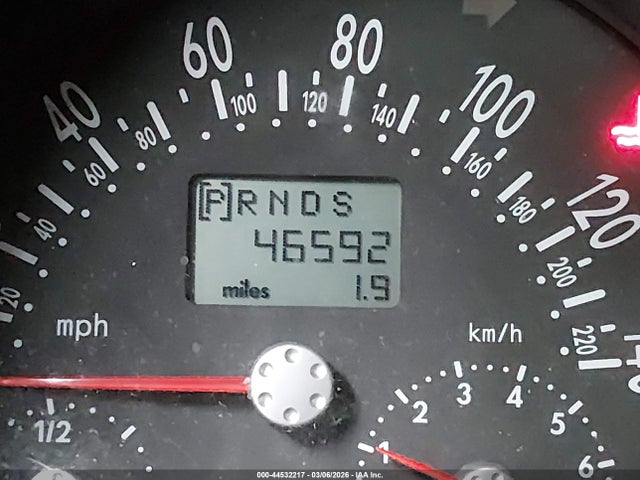 60 80
40 100
100 120
80 140
60 160
40 180 120
20 200
220
[P] R N D S
46592
miles 1.9
mph km/h
1/2
1 2 3 4 5 6
000-44532217 - 03/06/2026 - IAA Inc.